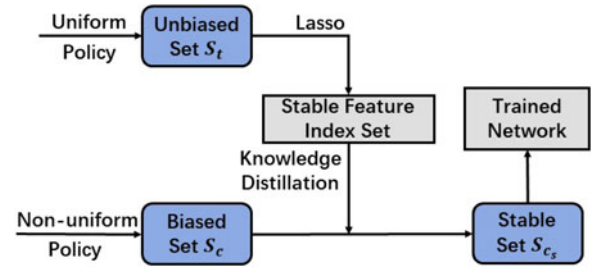 Uniform
Policy
Unbiased
Set S_t
Lasso
Stable Feature
Index Set
Trained
Network
Knowledge
Distillation
Non-uniform
Policy
Biased
Set S_c
Stable
Set S_{c_s}